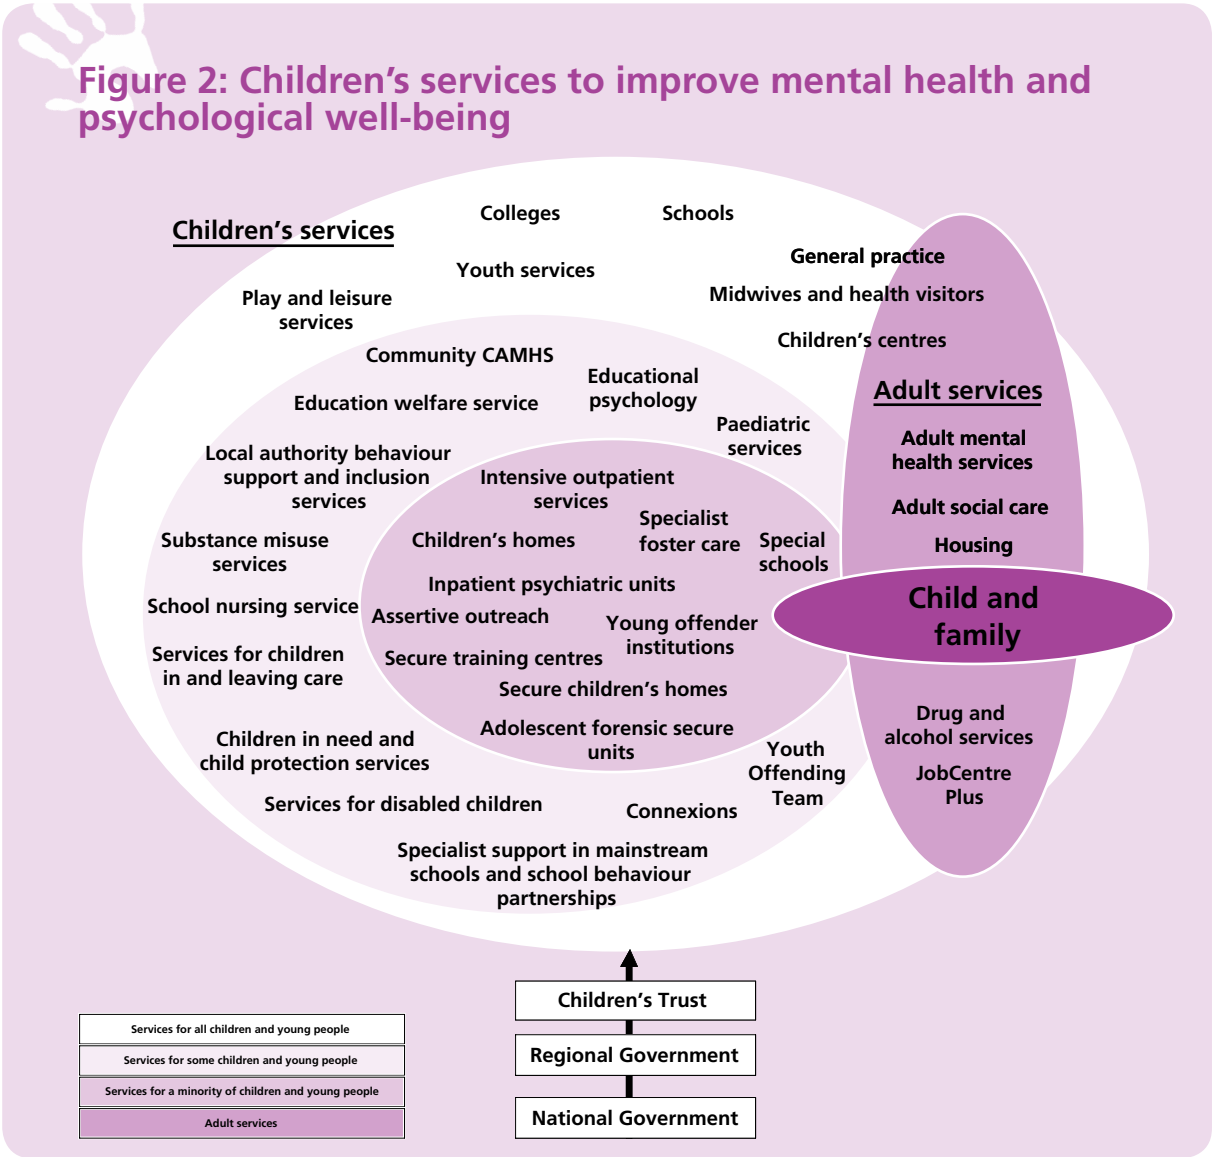 Figure 2: Children’s services to improve mental health and
psychological well-being
Children’s services
Colleges
Schools
General practice
Youth services
Midwives and health visitors
Play and leisure
services
Children’s centres
Community CAMHS
Educational
psychology
Education welfare service
Paediatric
services
Local authority behaviour
support and inclusion
services
Substance misuse
services
School nursing service
Services for children
in and leaving care
Children in need and
child protection services
Services for disabled children
Connexions
Youth
Offending
Team
Specialist support in mainstream
schools and school behaviour
partnerships
Intensive outpatient
services
Specialist
foster care
Children’s homes
Special
schools
Inpatient psychiatric units
Assertive outreach
Young offender
institutions
Secure training centres
Secure children’s homes
Adolescent forensic secure
units
Adult services
Adult mental
health services
Adult social care
Housing
Child and
family
Drug and
alcohol services
JobCentre
Plus
Children’s Trust
Regional Government
National Government
Services for all children and young people
Services for some children and young people
Services for a minority of children and young people
Adult services